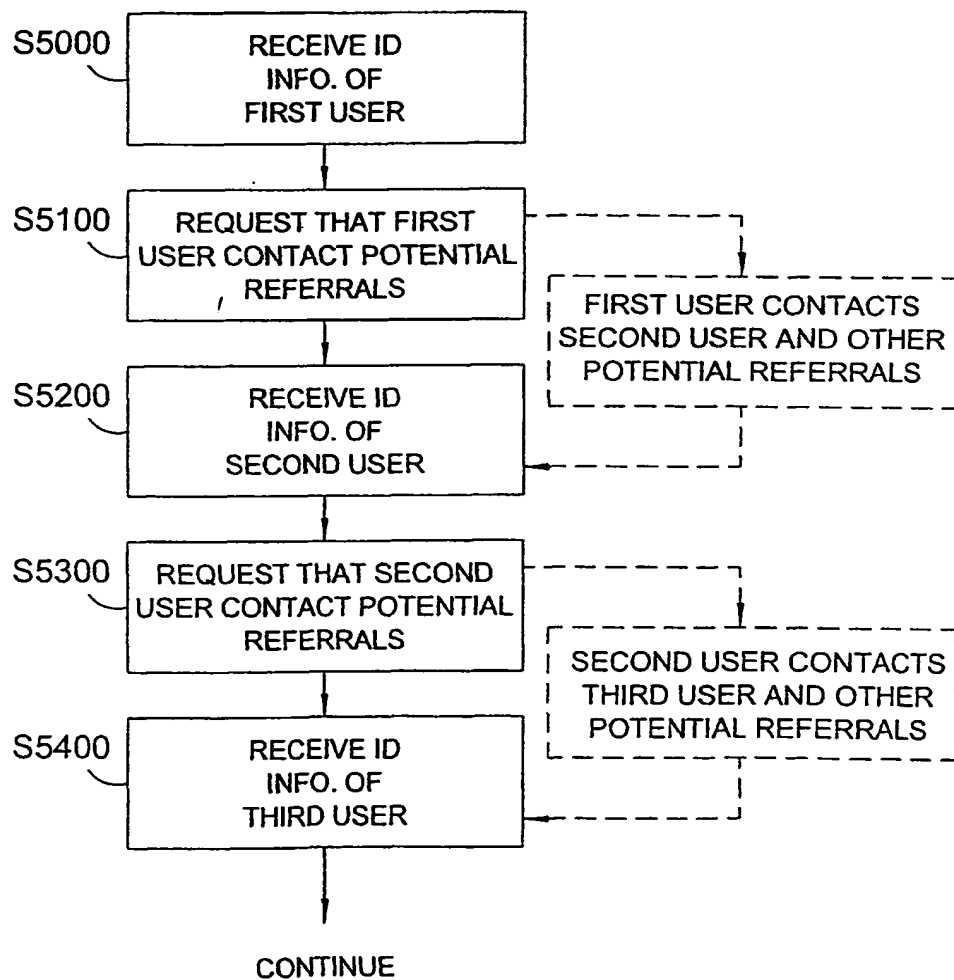 S5000
RECEIVE ID
INFO. OF
FIRST USER
S5100
REQUEST THAT FIRST
USER CONTACT POTENTIAL
REFERRALS
FIRST USER CONTACTS
SECOND USER AND OTHER
POTENTIAL REFERRALS
S5200
RECEIVE ID
INFO. OF
SECOND USER
S5300
REQUEST THAT SECOND
USER CONTACT POTENTIAL
REFERRALS
SECOND USER CONTACTS
THIRD USER AND OTHER
POTENTIAL REFERRALS
S5400
RECEIVE ID
INFO. OF
THIRD USER
CONTINUE